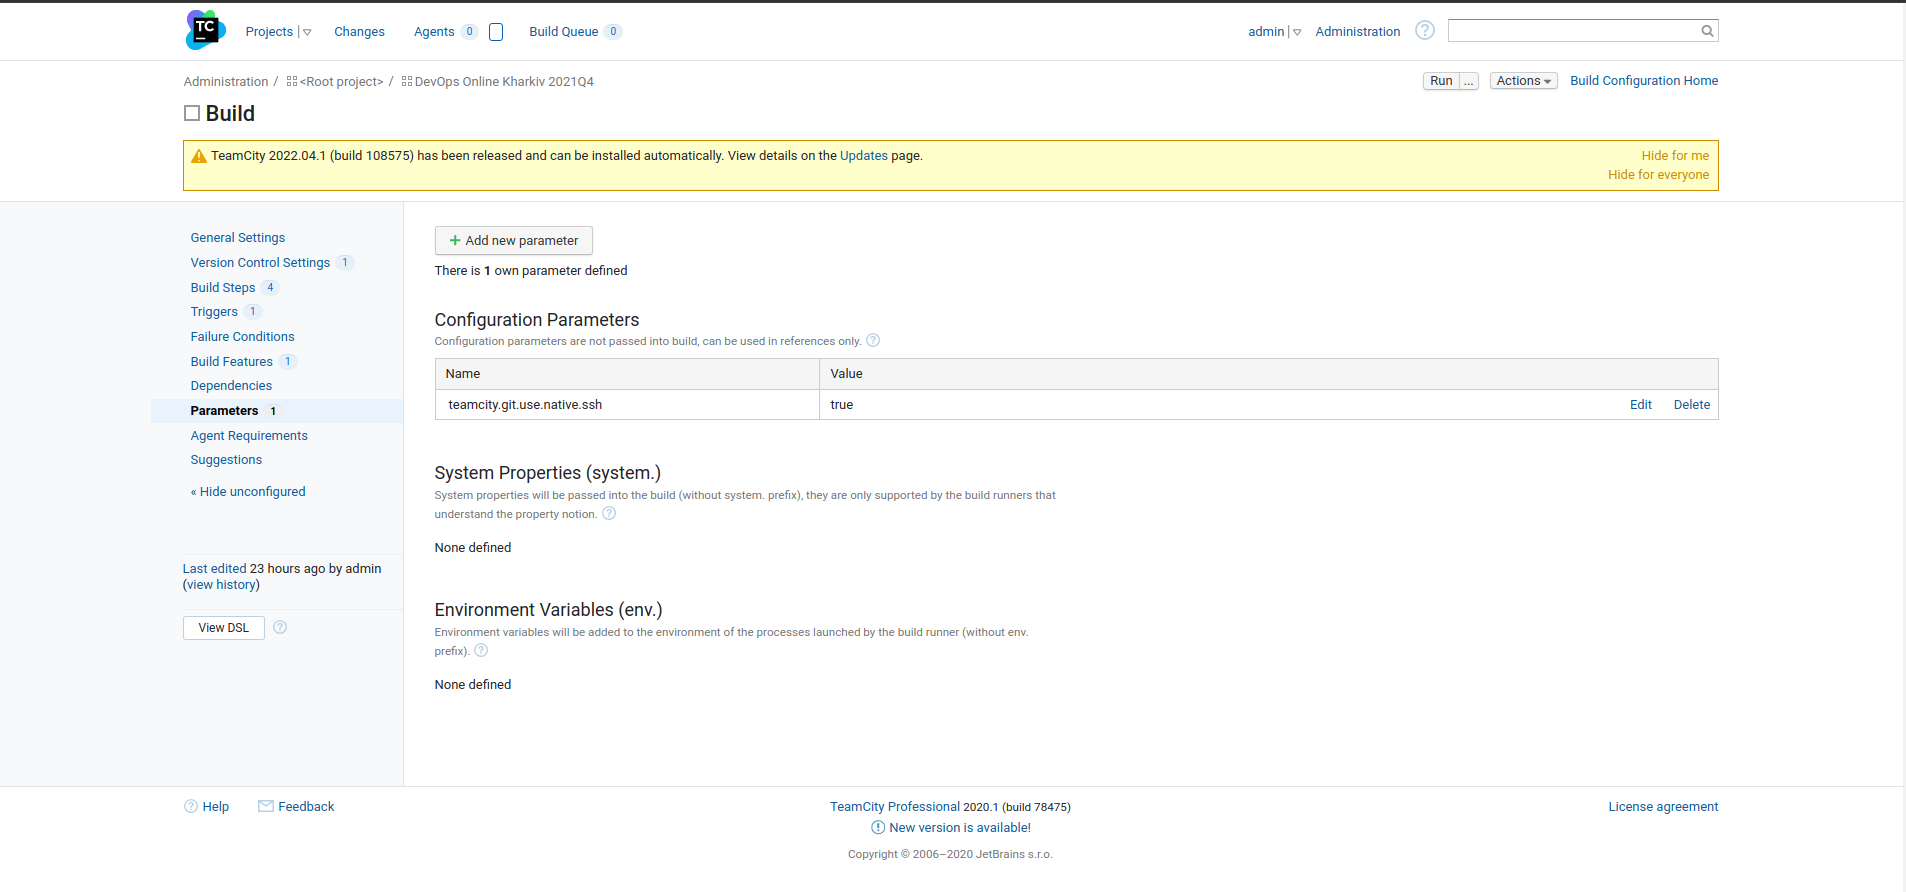 TC
Projects
Changes
Agents 0
Build Queue 0
admin
Administration
?
Administration / <Root project> / DevOps Online Kharkiv 2021Q4
Run ...
Actions
Build Configuration Home
Build
TeamCity 2022.04.1 (build 108575) has been released and can be installed automatically. View details on the Updates page.
Hide for me
Hide for everyone
General Settings
Version Control Settings 1
Build Steps 4
Triggers 1
Failure Conditions
Build Features 1
Dependencies
Parameters 1
Agent Requirements
Suggestions
« Hide unconfigured
Last edited 23 hours ago by admin
(view history)
View DSL ?
+ Add new parameter
There is 1 own parameter defined
Configuration Parameters
Configuration parameters are not passed into build, can be used in references only. ?
Name Value
teamcity.git.use.native.ssh true Edit Delete
System Properties (system.)
System properties will be passed into the build (without system. prefix), they are only supported by the build runners that
understand the property notion. ?
None defined
Environment Variables (env.)
Environment variables will be added to the environment of the processes launched by the build runner (without env.
prefix). ?
None defined
? Help
Feedback
TeamCity Professional 2020.1 (build 78475)
New version is available!
Copyright © 2006–2020 JetBrains s.r.o.
License agreement